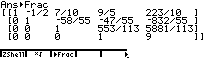 Ans▸Frac
[[1 -1/2 7/10 9/5 223/10 ]
[0 1 -58/55 -47/55 -832/55 ]
[0 0 1 553/113 5881/113]
[0 0 0 1 9 ]]
▸Frac